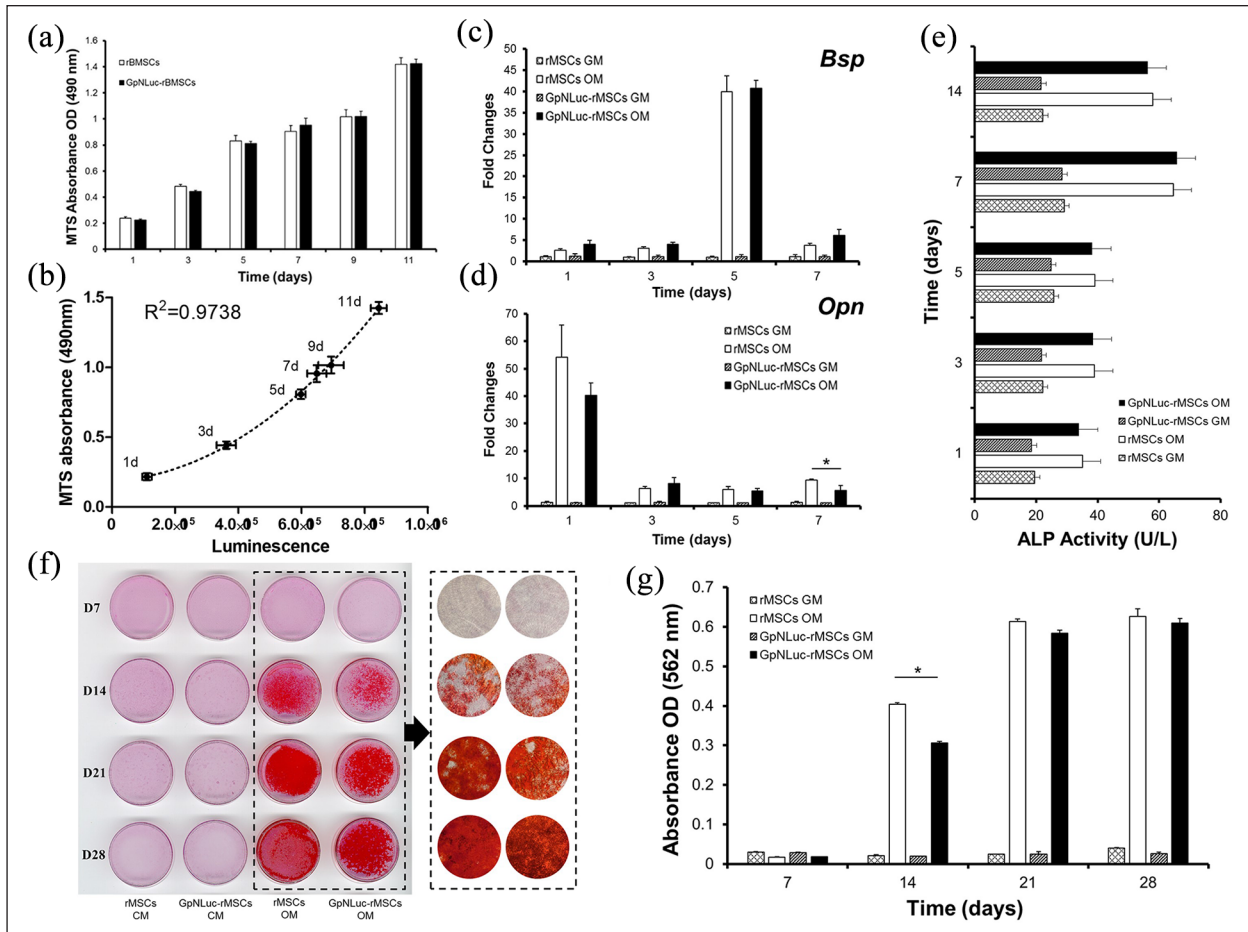 (a)
MTS Absorbance OD (490 nm)
1.6
1.4
1.2
1
0.8
0.6
0.4
0.2
0
rBMSCs
GpNLuc-rBMSCs
1 3 5 7 9 11
Time (days)
(b)
MTS absorbance (490nm)
1.5
1.0
0.5
0.0
R²=0.9738
1d
3d
5d
7d
9d
11d
0 2.0×10⁵ 4.0×10⁵ 6.0×10⁵ 8.0×10⁵ 1.0×10⁶
Luminescence
(c)
Bsp
Fold Changes
50
45
40
35
30
25
20
15
10
5
0
rMSCs GM
rMSCs OM
GpNLuc-rMSCs GM
GpNLuc-rMSCs OM
1 3 5 7
Time (days)
(d)
Opn
Fold Changes
70
60
50
40
30
20
10
0
rMSCs GM
rMSCs OM
GpNLuc-rMSCs GM
GpNLuc-rMSCs OM
*
1 3 5 7
Time (days)
(e)
Time (days)
14
7
5
3
1
GpNLuc-rMSCs OM
GpNLuc-rMSCs GM
rMSCs OM
rMSCs GM
0 20 40 60 80
ALP Activity (U/L)
(f)
D7
D14
D21
D28
rMSCs GpNLuc-rMSCs rMSCs GpNLuc-rMSCs
CM CM OM OM
(g)
Absorbance OD (562 nm)
0.7
0.6
0.5
0.4
0.3
0.2
0.1
0
rMSCs GM
rMSCs OM
GpNLuc-rMSCs GM
GpNLuc-rMSCs OM
*
7 14 21 28
Time (days)